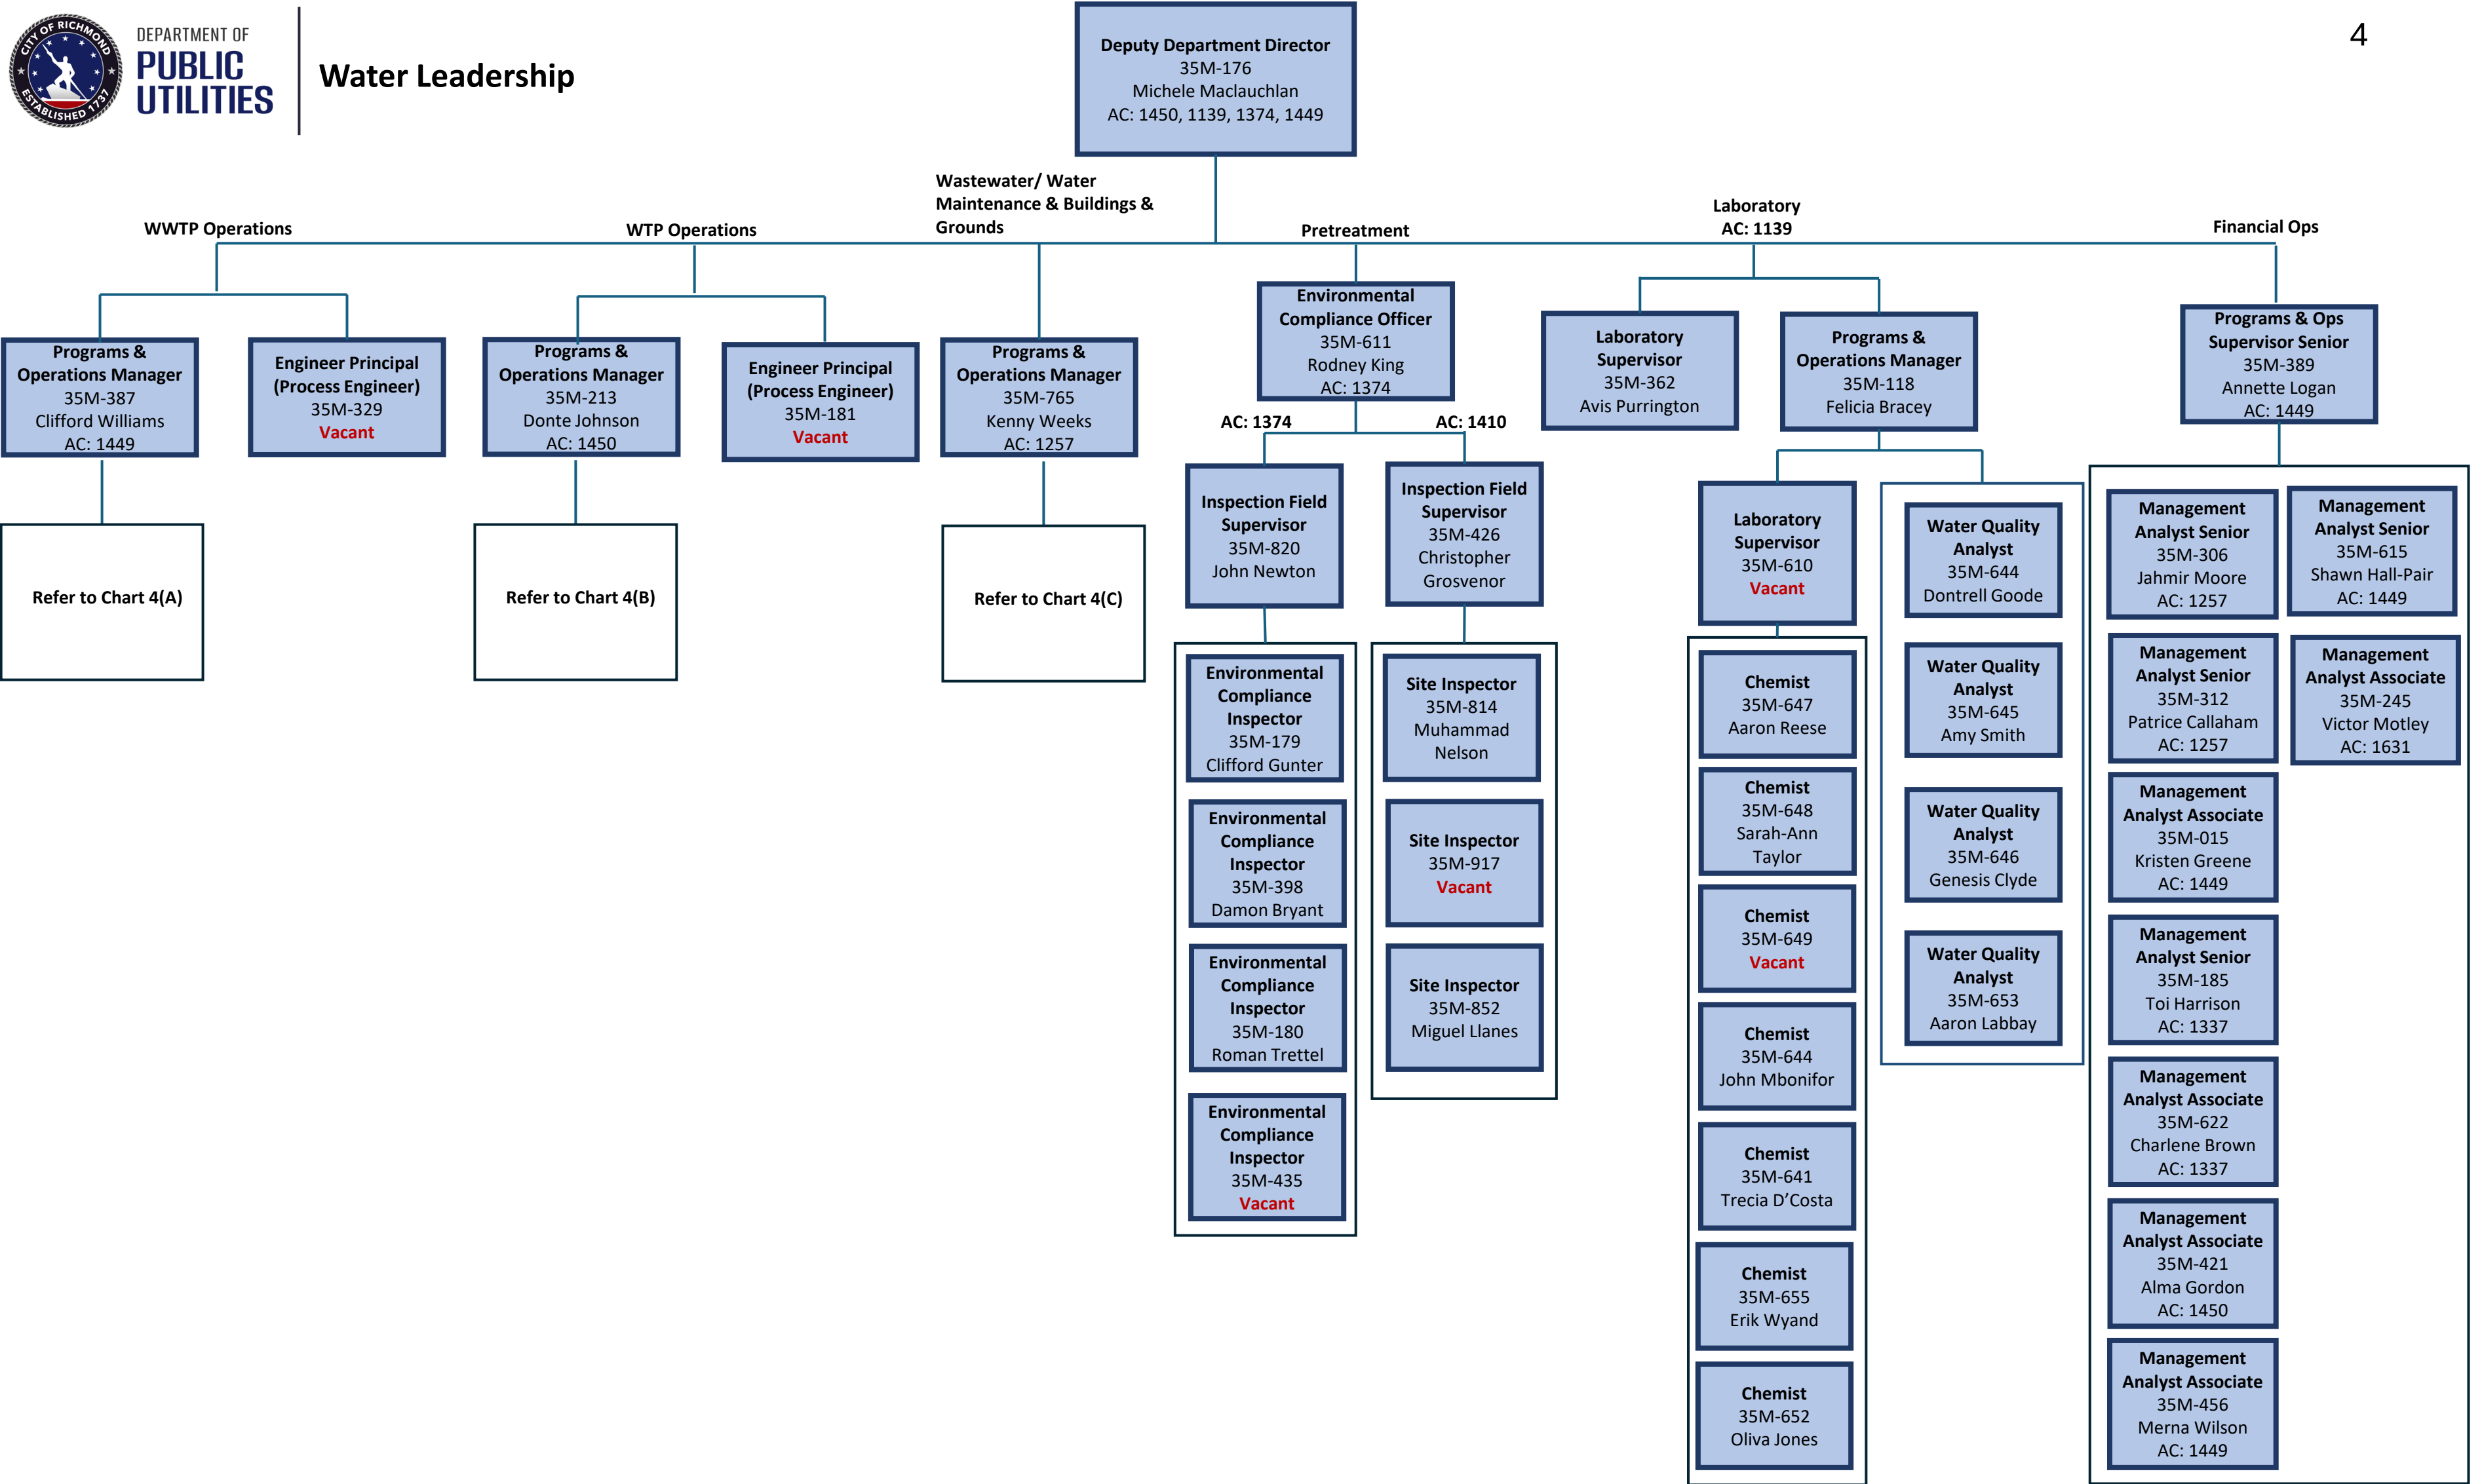 CITY OF RICHMOND
ESTABLISHED 1737
DEPARTMENT OF
PUBLIC
UTILITIES
Water Leadership
4
Deputy Department Director
35M-176
Michele Maclauchlan
AC: 1450, 1139, 1374, 1449
WWTP Operations
WTP Operations
Wastewater/ Water
Maintenance & Buildings &
Grounds
Pretreatment
Laboratory
AC: 1139
Financial Ops
Programs &
Operations Manager
35M-387
Clifford Williams
AC: 1449
Engineer Principal
(Process Engineer)
35M-329
Vacant
Programs &
Operations Manager
35M-213
Donte Johnson
AC: 1450
Engineer Principal
(Process Engineer)
35M-181
Vacant
Programs &
Operations Manager
35M-765
Kenny Weeks
AC: 1257
Environmental
Compliance Officer
35M-611
Rodney King
AC: 1374
Laboratory
Supervisor
35M-362
Avis Purrington
Programs &
Operations Manager
35M-118
Felicia Bracey
Programs & Ops
Supervisor Senior
35M-389
Annette Logan
AC: 1449
Refer to Chart 4(A)
Refer to Chart 4(B)
Refer to Chart 4(C)
AC: 1374
AC: 1410
Inspection Field
Supervisor
35M-820
John Newton
Inspection Field
Supervisor
35M-426
Christopher
Grosvenor
Environmental
Compliance
Inspector
35M-179
Clifford Gunter
Environmental
Compliance
Inspector
35M-398
Damon Bryant
Environmental
Compliance
Inspector
35M-180
Roman Trettel
Environmental
Compliance
Inspector
35M-435
Vacant
Site Inspector
35M-814
Muhammad
Nelson
Site Inspector
35M-917
Vacant
Site Inspector
35M-852
Miguel Llanes
Laboratory
Supervisor
35M-610
Vacant
Chemist
35M-647
Aaron Reese
Chemist
35M-648
Sarah-Ann
Taylor
Chemist
35M-649
Vacant
Chemist
35M-644
John Mbonifor
Chemist
35M-641
Trecia D’Costa
Chemist
35M-655
Erik Wyand
Chemist
35M-652
Oliva Jones
Water Quality
Analyst
35M-644
Dontrell Goode
Water Quality
Analyst
35M-645
Amy Smith
Water Quality
Analyst
35M-646
Genesis Clyde
Water Quality
Analyst
35M-653
Aaron Labbay
Management
Analyst Senior
35M-306
Jahmir Moore
AC: 1257
Management
Analyst Senior
35M-312
Patrice Callaham
AC: 1257
Management
Analyst Associate
35M-015
Kristen Greene
AC: 1449
Management
Analyst Senior
35M-185
Toi Harrison
AC: 1337
Management
Analyst Associate
35M-622
Charlene Brown
AC: 1337
Management
Analyst Associate
35M-421
Alma Gordon
AC: 1450
Management
Analyst Associate
35M-456
Merna Wilson
AC: 1449
Management
Analyst Senior
35M-615
Shawn Hall-Pair
AC: 1449
Management
Analyst Associate
35M-245
Victor Motley
AC: 1631